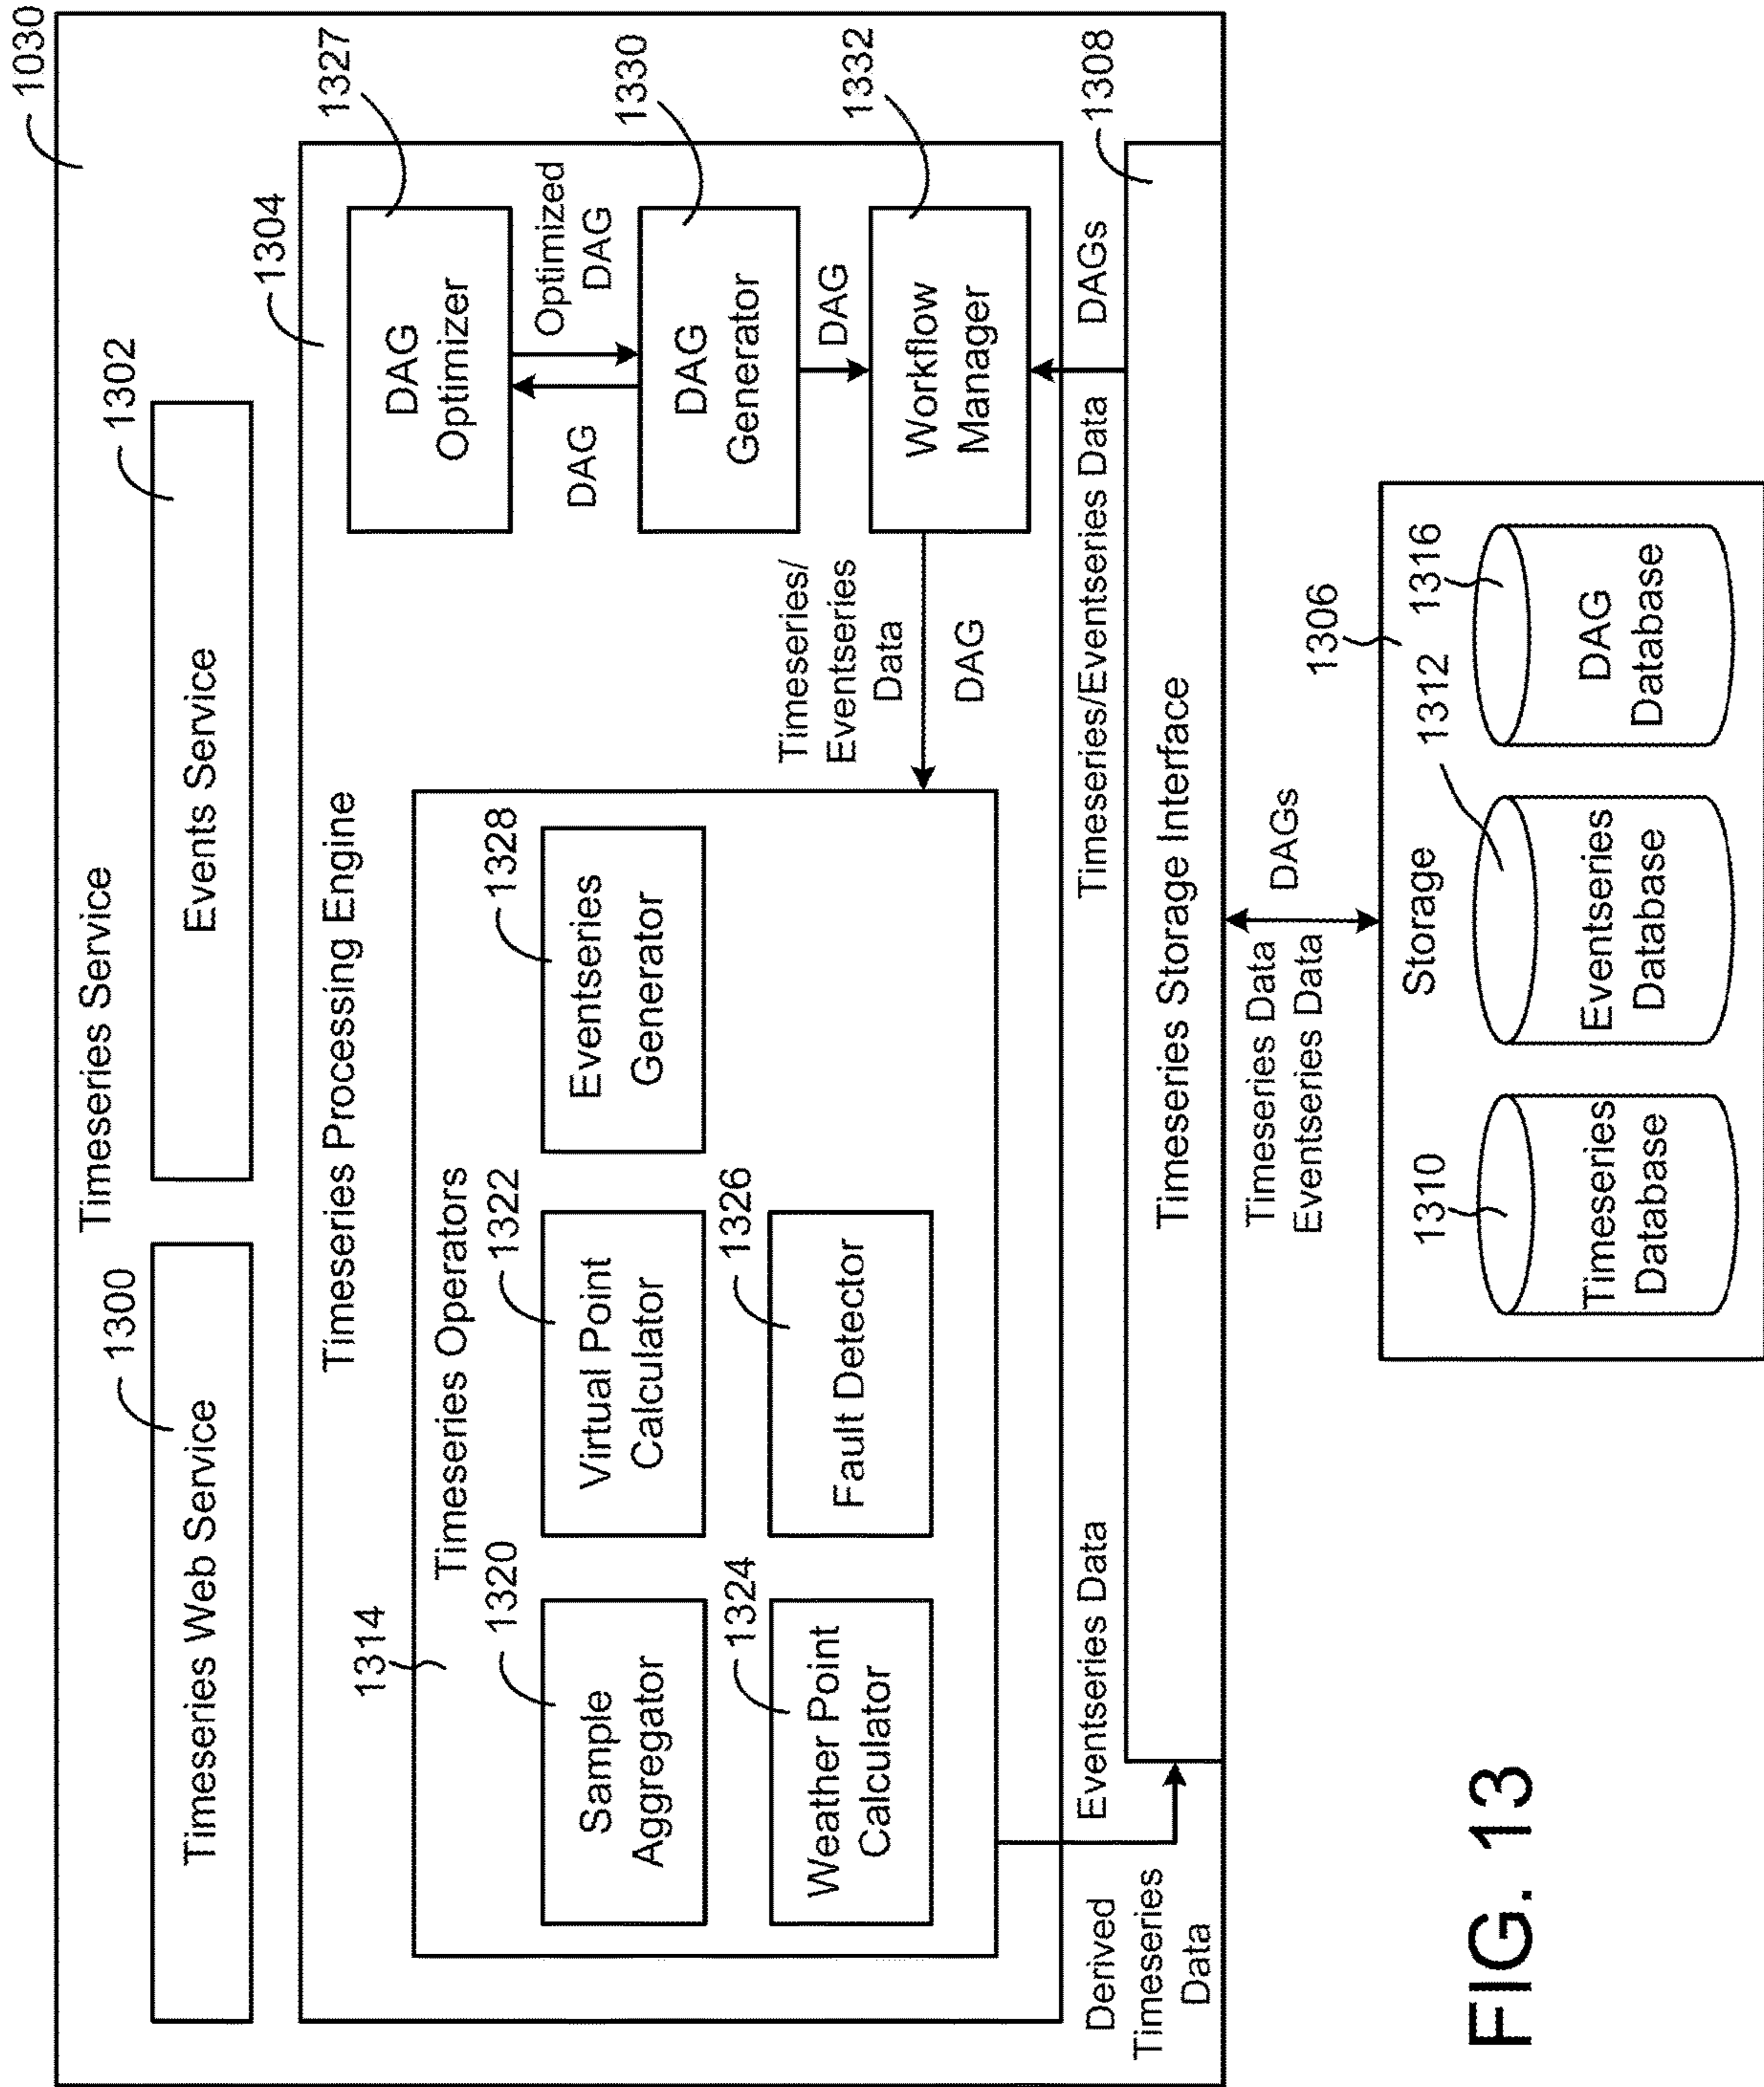 1030
Timeseries Service
1300
1302
Timeseries Web Service
Events Service
1304
Timeseries Processing Engine
1314
Timeseries Operators
1320
1322
1328
Sample
Aggregator
Virtual Point
Calculator
Eventseries
Generator
1324
1326
Weather Point
Calculator
Fault Detector
1327
DAG
Optimizer
DAG
Optimized
DAG
1330
DAG
Generator
DAG
1332
Workflow
Manager
Timeseries/
Eventseries
Data
DAG
Derived
Timeseries
Data
Eventseries Data
Timeseries/Eventseries Data
DAGs
1308
Timeseries Storage Interface
Timeseries Data
Eventseries Data
DAGs
1306
Storage
1310
1312
1316
Timeseries
Database
Eventseries
Database
DAG
Database
FIG. 13